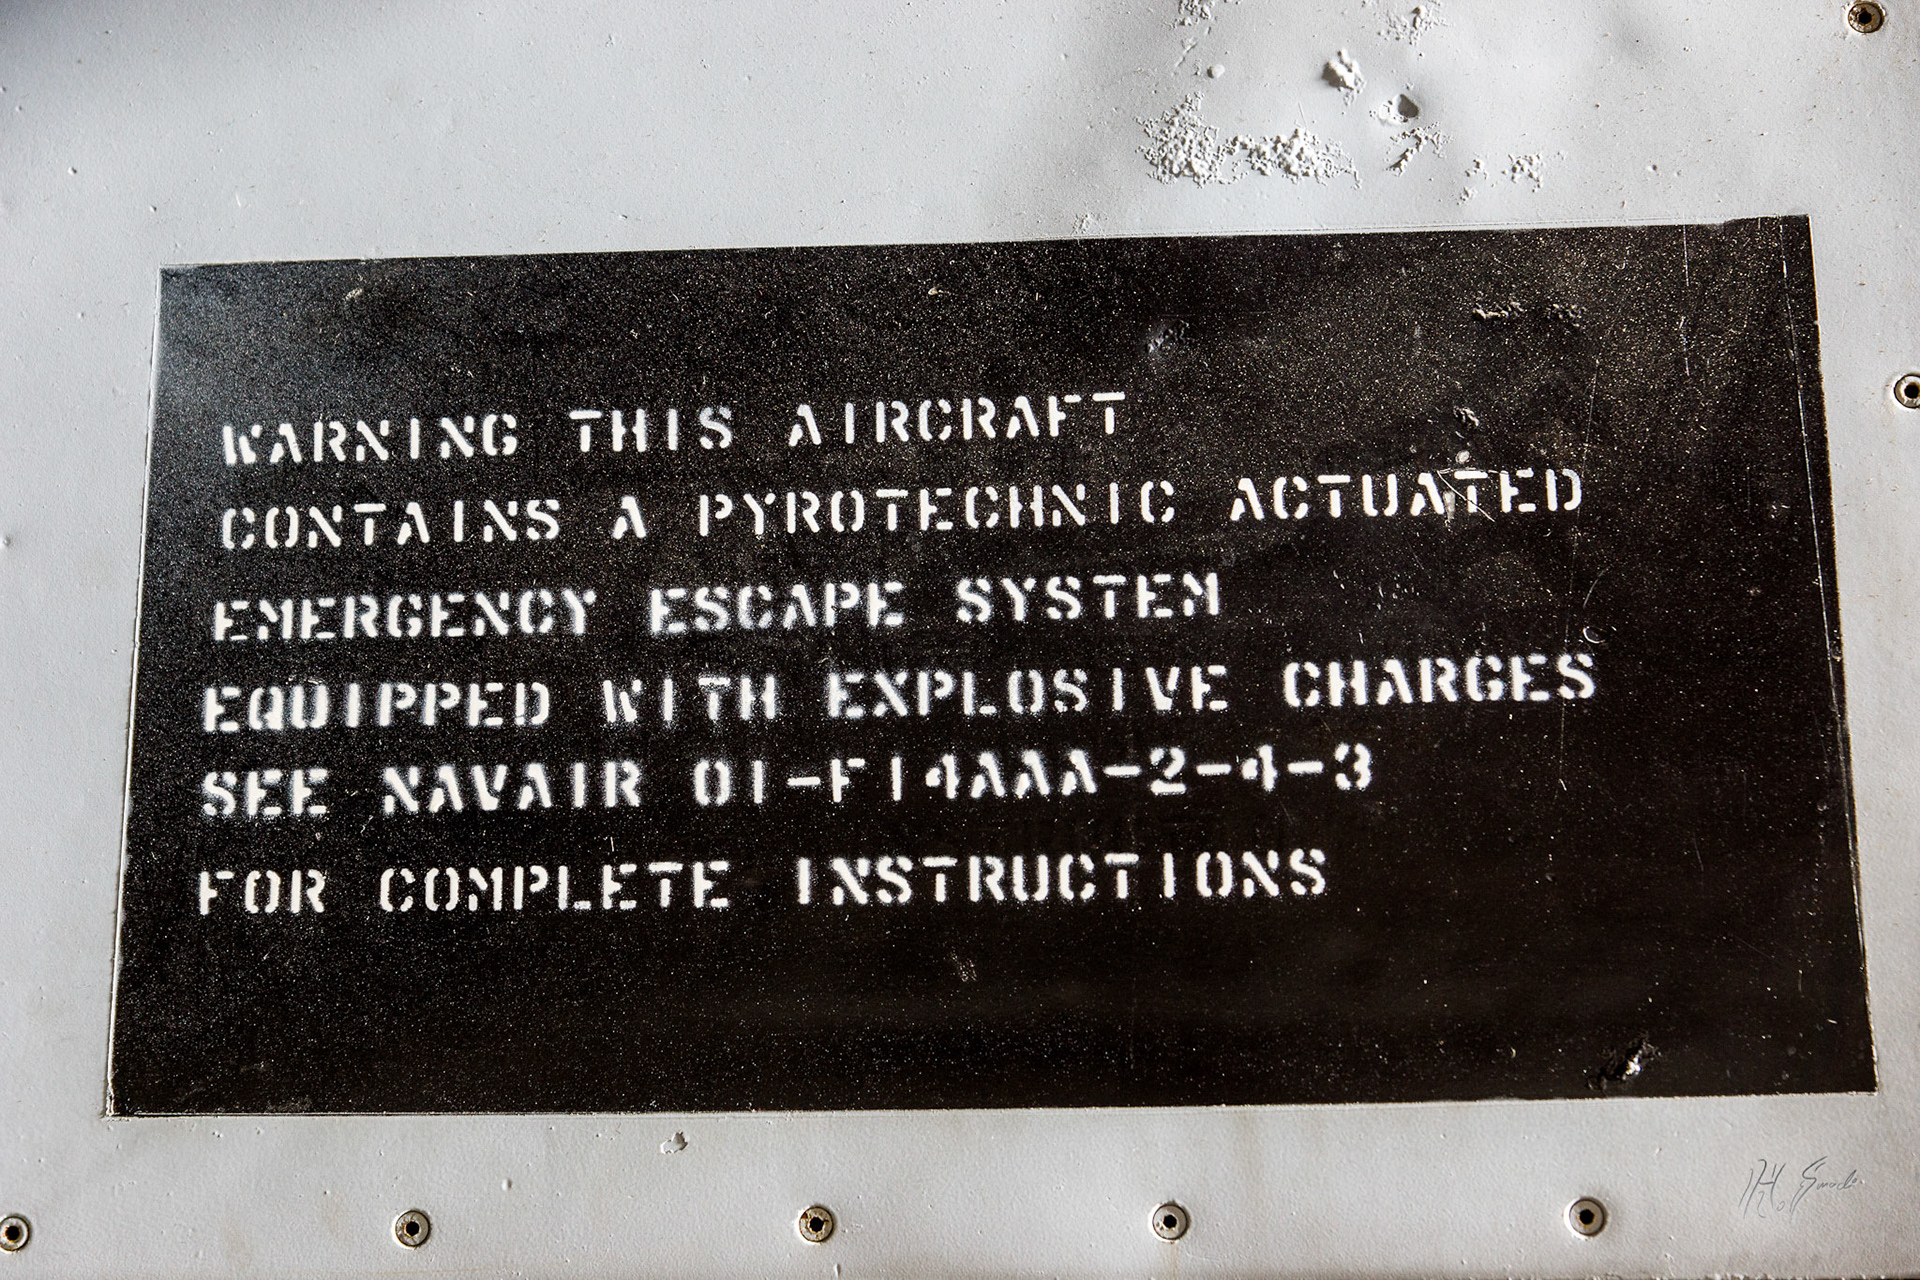 WARNING THIS AIRCRAFT
CONTAINS A PYROTECHNIC ACTUATED
EMERGENCY ESCAPE SYSTEM
EQUIPPED WITH EXPLOSIVE CHARGES
SEE NAVAIR 01-F14AAA-2-4-3
FOR COMPLETE INSTRUCTIONS